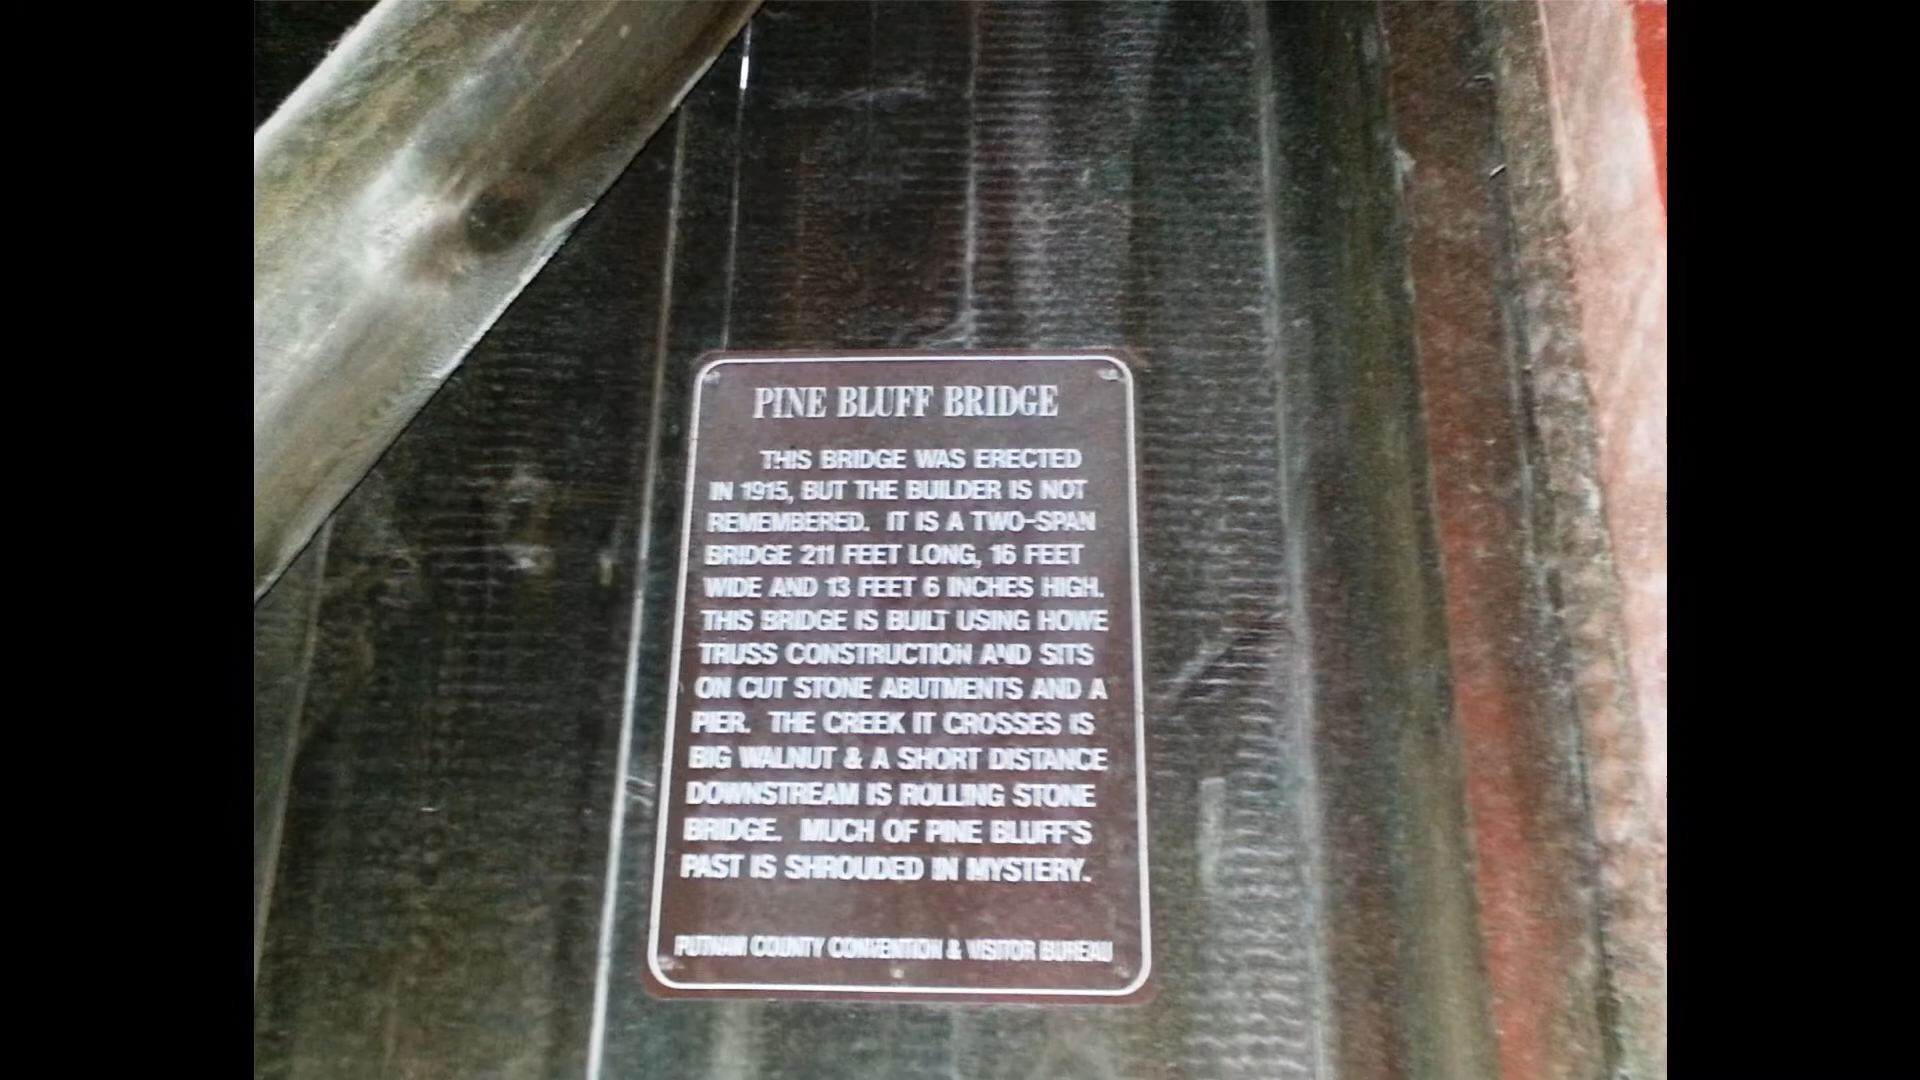 PINE BLUFF BRIDGE
THIS BRIDGE WAS ERECTED
IN 1915, BUT THE BUILDER IS NOT
REMEMBERED. IT IS A TWO-SPAN
BRIDGE 211 FEET LONG, 16 FEET
WIDE AND 13 FEET 6 INCHES HIGH.
THIS BRIDGE IS BUILT USING HOWE
TRUSS CONSTRUCTION AND SITS
ON CUT STONE ABUTMENTS AND A
PIER. THE CREEK IT CROSSES IS
BIG WALNUT & A SHORT DISTANCE
DOWNSTREAM IS ROLLING STONE
BRIDGE. MUCH OF PINE BLUFF'S
PAST IS SHROUDED IN MYSTERY.
PUTNAM COUNTY CONVENTION & VISITOR BUREAU